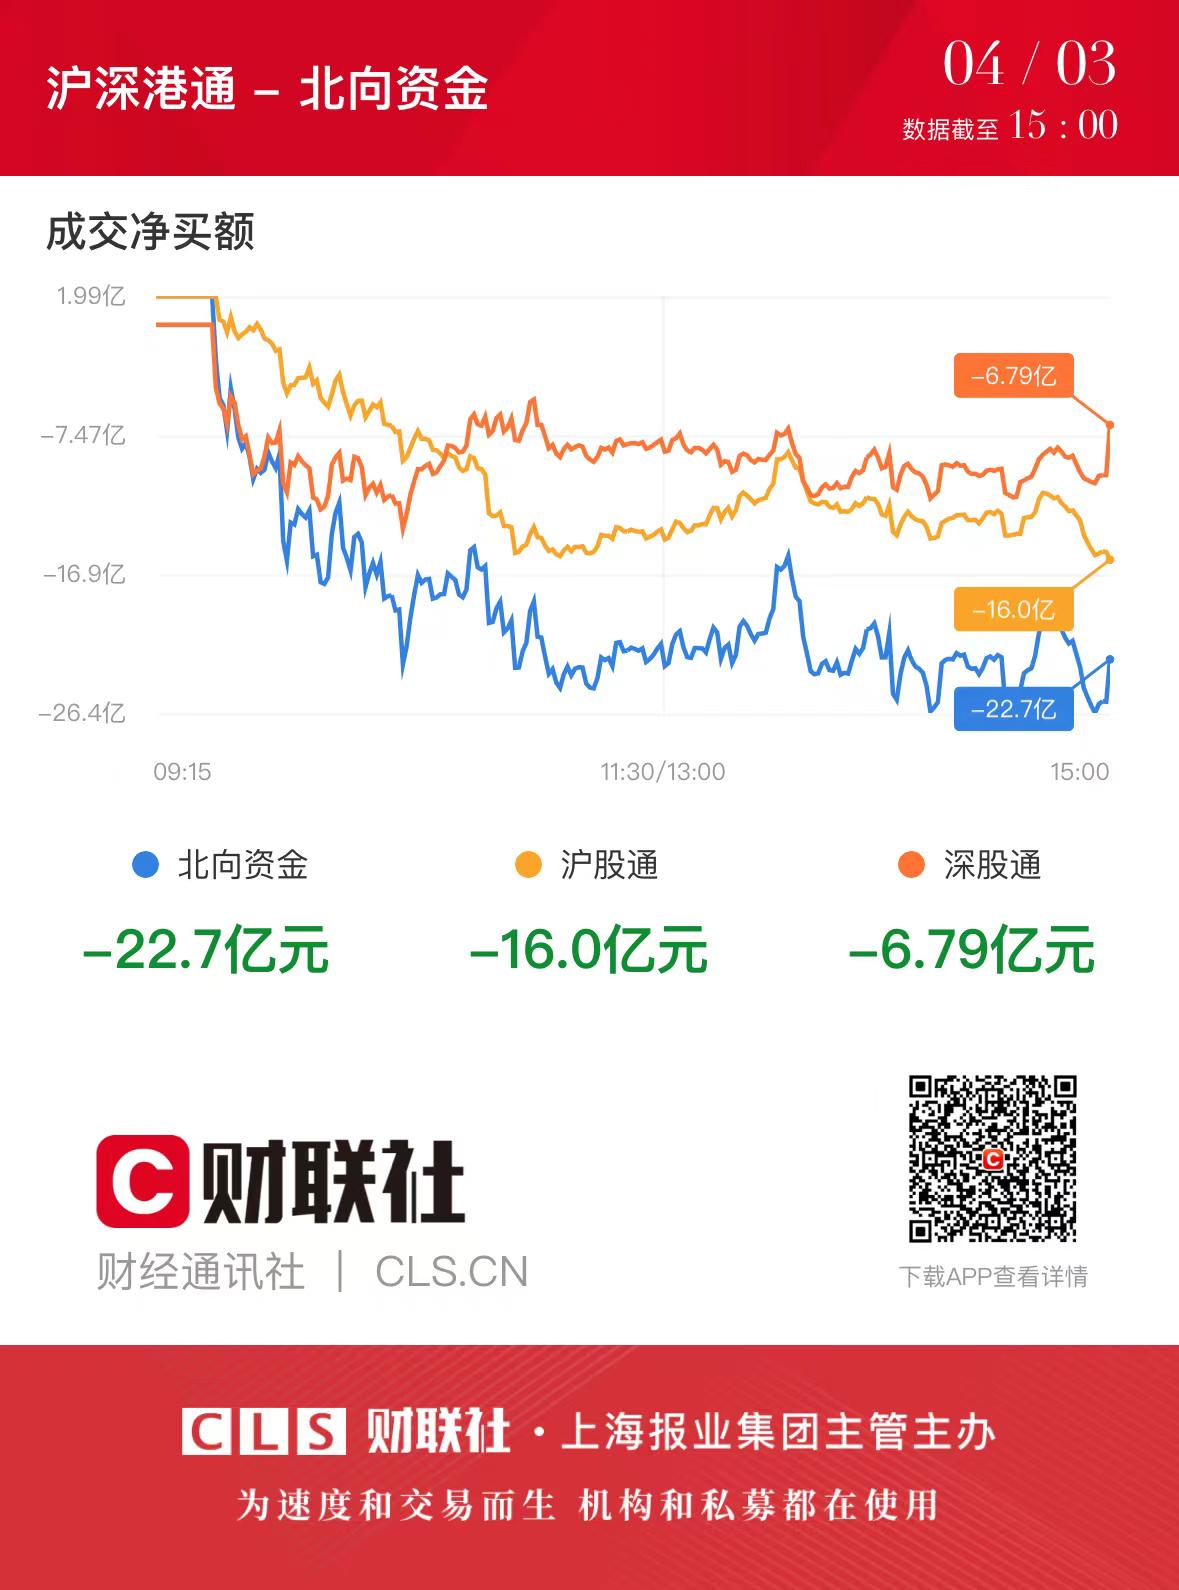 沪深港通 – 北向资金
04 / 03
数据截至 15 : 00
成交净买额
1.99亿
-7.47亿
-16.9亿
-26.4亿
-6.79亿
-16.0亿
-22.7亿
09:15
11:30/13:00
15:00
北向资金
沪股通
深股通
-22.7亿元
-16.0亿元
-6.79亿元
C 财联社
财经通讯社 | CLS.CN
C
下载APP查看详情
CLS 财联社 · 上海报业集团主管主办
为速度和交易而生 机构和私募都在使用